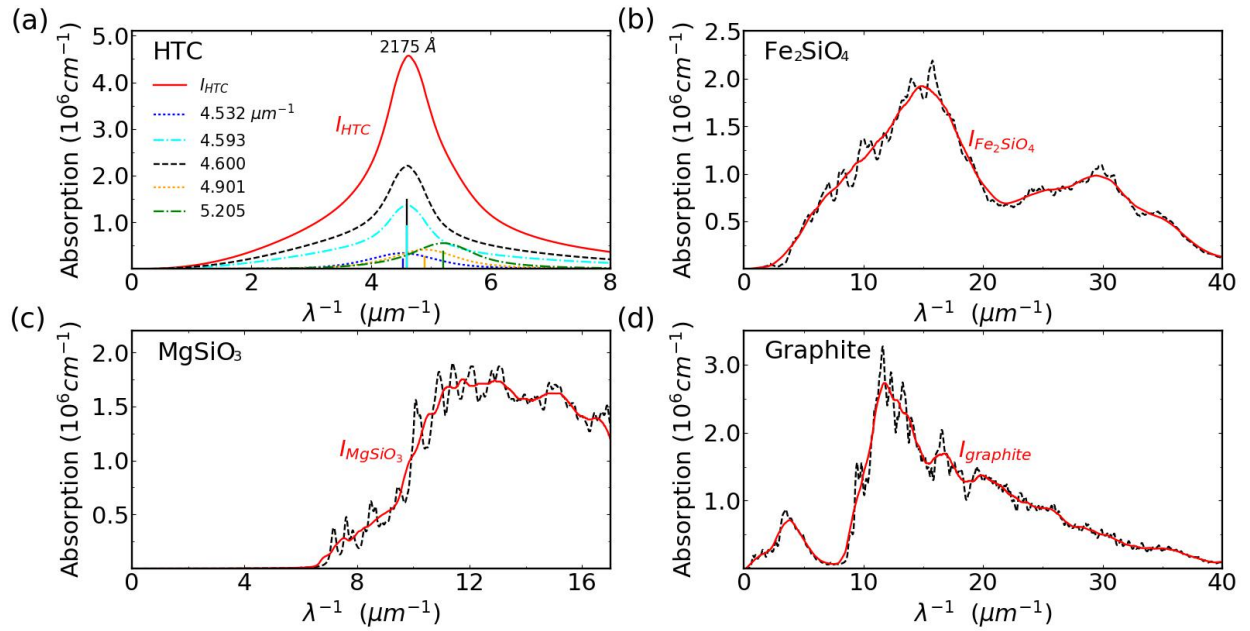 (a)
HTC
2175 Å
I_HTC
4.532 μm⁻¹
4.593
4.600
4.901
5.205
I_HTC
Absorption (10⁶cm⁻¹)
5.0
4.0
3.0
2.0
1.0
0 2 4 6 8
λ⁻¹ (μm⁻¹)
(b)
Fe₂SiO₄
I_Fe₂SiO₄
Absorption (10⁶cm⁻¹)
2.5
2.0
1.5
1.0
0.5
0 10 20 30 40
λ⁻¹ (μm⁻¹)
(c)
MgSiO₃
I_MgSiO₃
Absorption (10⁶cm⁻¹)
2.0
1.5
1.0
0.5
0 4 8 12 16
λ⁻¹ (μm⁻¹)
(d)
Graphite
I_graphite
Absorption (10⁶cm⁻¹)
3.0
2.0
1.0
0 10 20 30 40
λ⁻¹ (μm⁻¹)